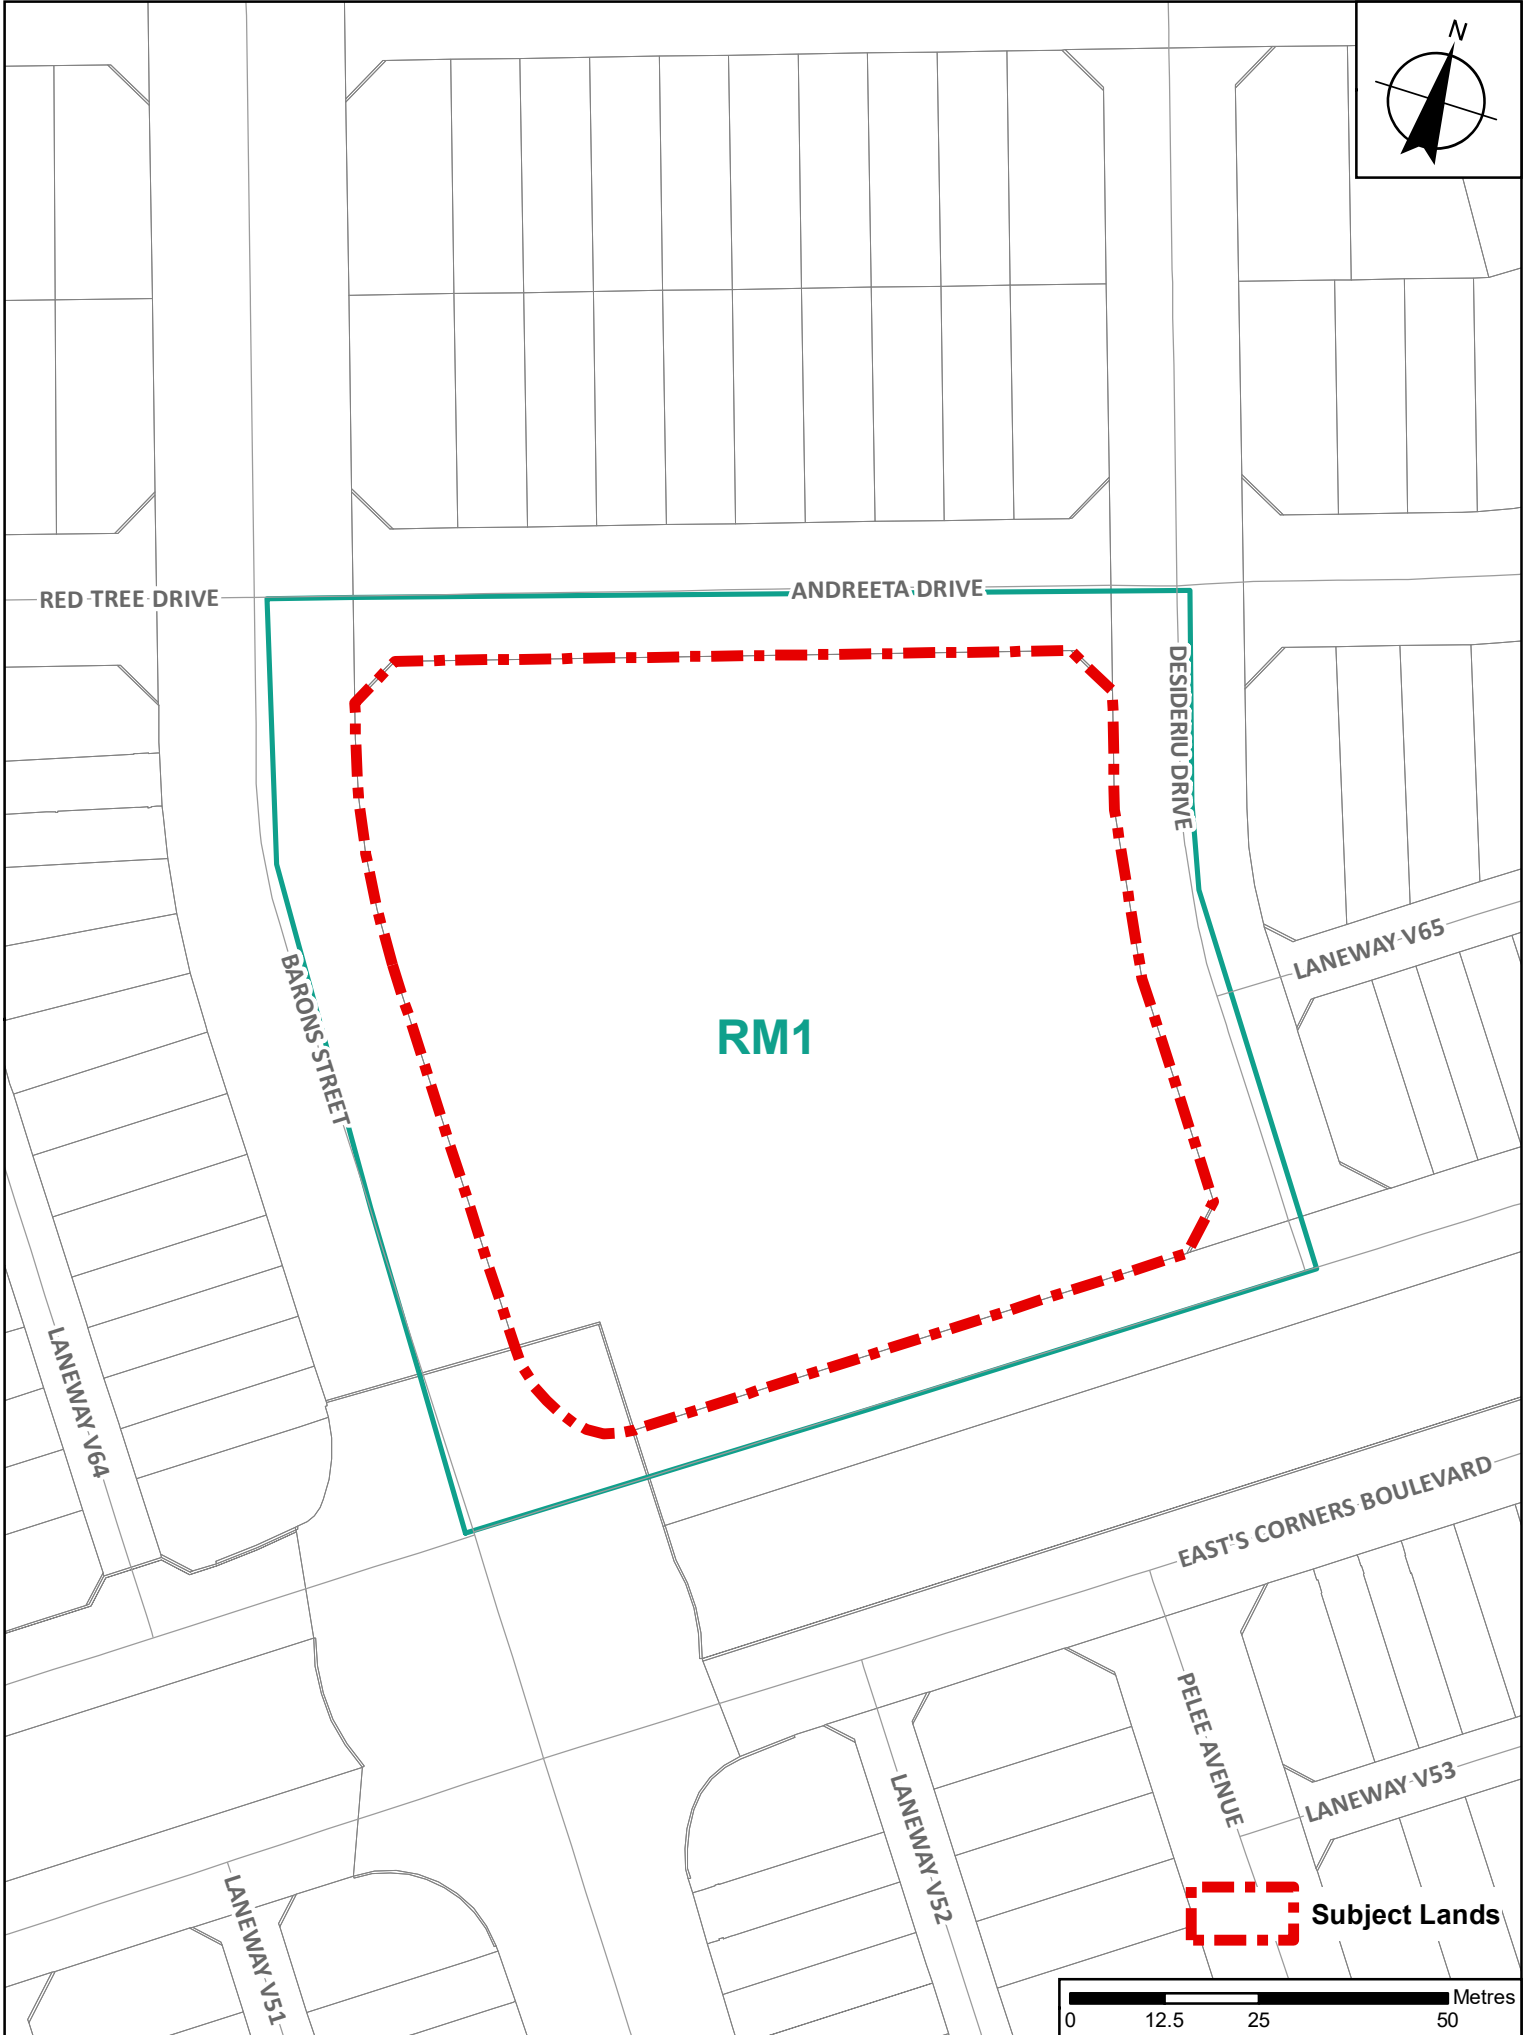 N
RED TREE DRIVE
ANDREETA DRIVE
DESIDERIU DRIVE
LANEWAY V65
BARONS STREET
RM1
LANEWAY V64
EAST'S CORNERS BOULEVARD
PELEE AVENUE
LANEWAY V53
LANEWAY V52
LANEWAY V51
Subject Lands
Metres
0 12.5 25 50